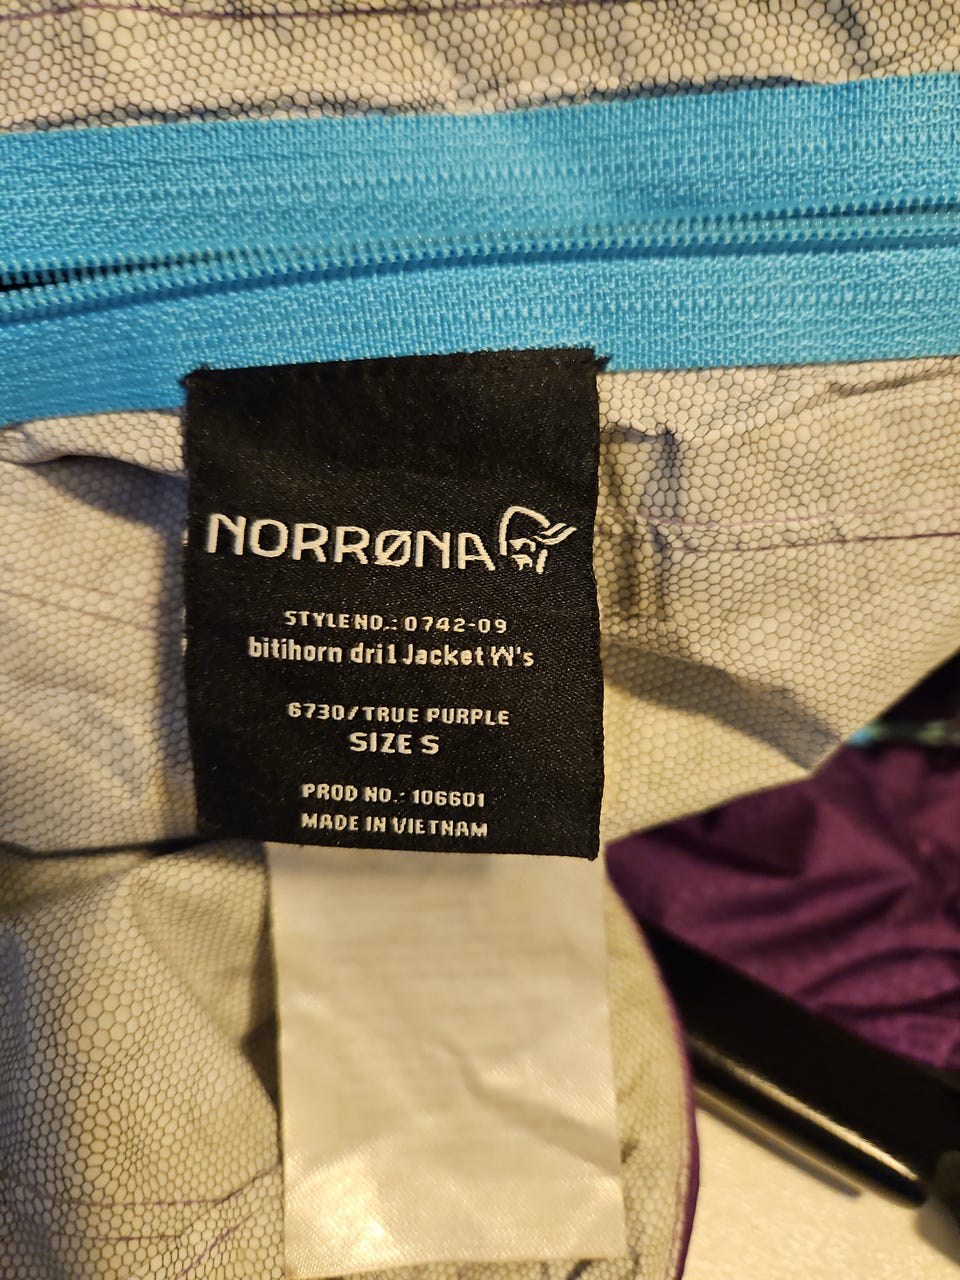 NORRØNA
STYLE NO.: 0742-09
bitihorn dri1 Jacket W's
6730/TRUE PURPLE
SIZE S
PROD NO.: 106601
MADE IN VIETNAM